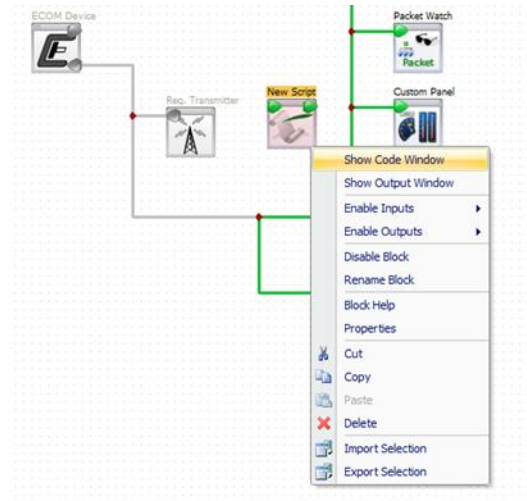 ECOM Device
Packet Watch
Packet
Req. Transmitter
New Script
Custom Panel
Show Code Window
Show Output Window
Enable Inputs
Enable Outputs
Disable Block
Rename Block
Block Help
Properties
Cut
Copy
Paste
Delete
Import Selection
Export Selection